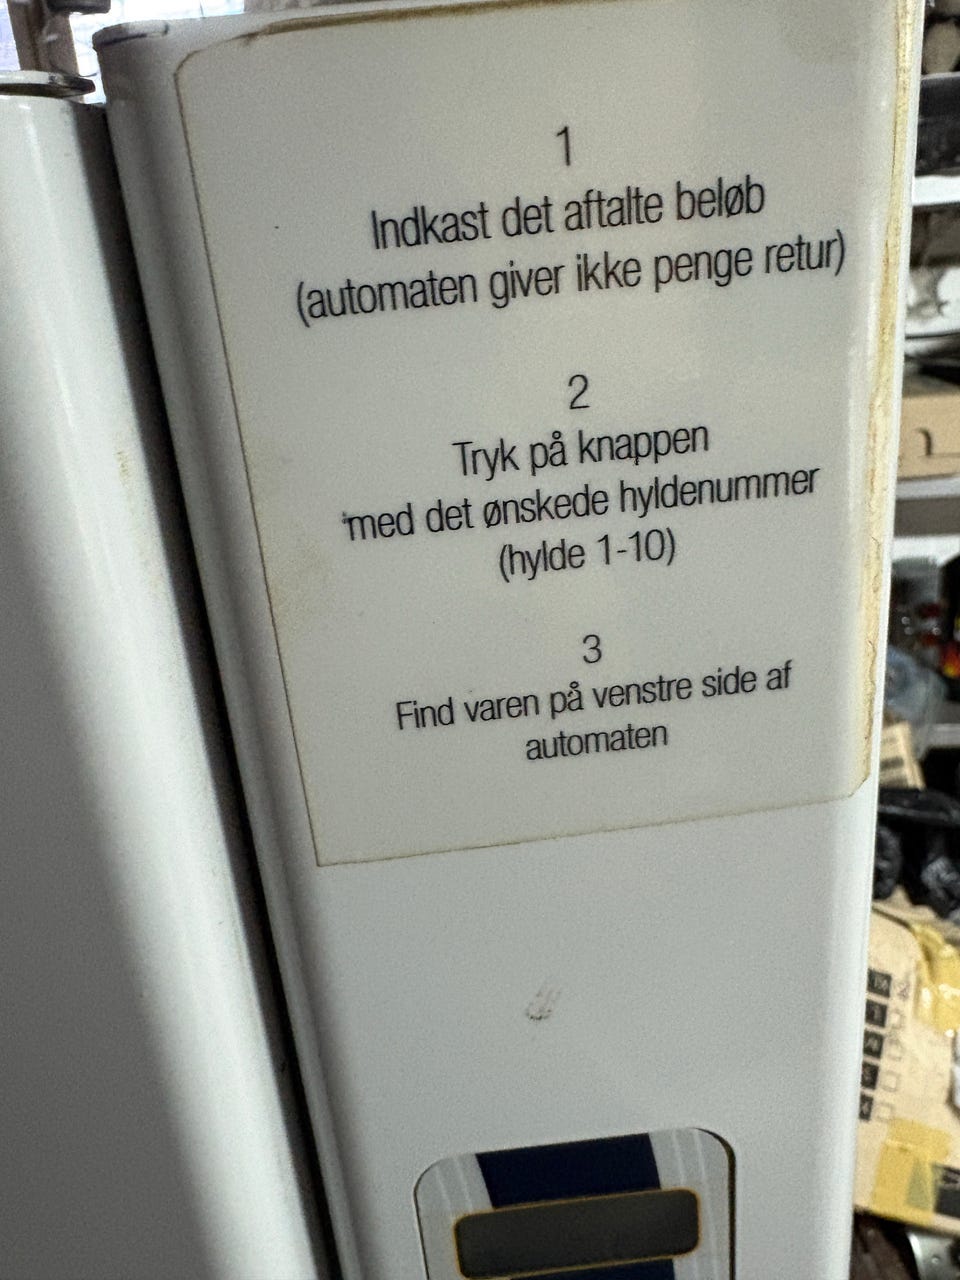 1
Indkast det aftalte beløb
(automaten giver ikke penge retur)
2
Tryk på knappen
med det ønskede hyldenummer
(hylde 1-10)
3
Find varen på venstre side af
automaten